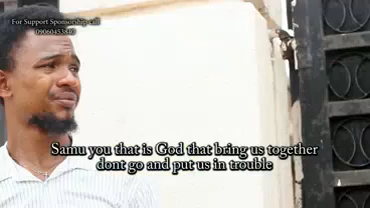 For Support Sponsorship call
09060453840
Samu you that is God that bring us together
dont go and put us in trouble